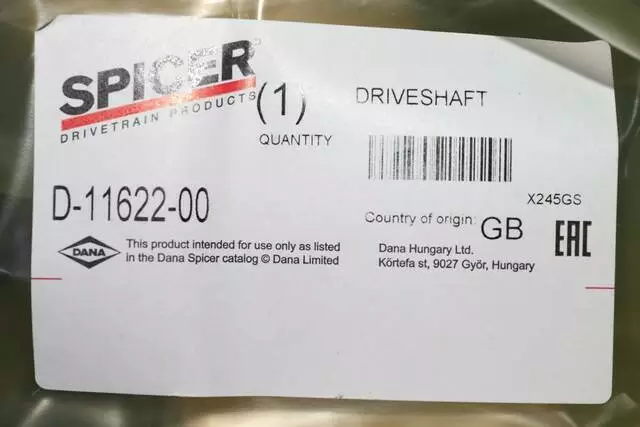 SPICER™
DRIVETRAIN PRODUCTS
(1)
QUANTITY
DRIVESHAFT
X245GS
D-11622-00
Country of origin: GB
EAC
DANA
This product intended for use only as listed
in the Dana Spicer catalog © Dana Limited
Dana Hungary Ltd.
Körtefa st, 9027 Győr, Hungary